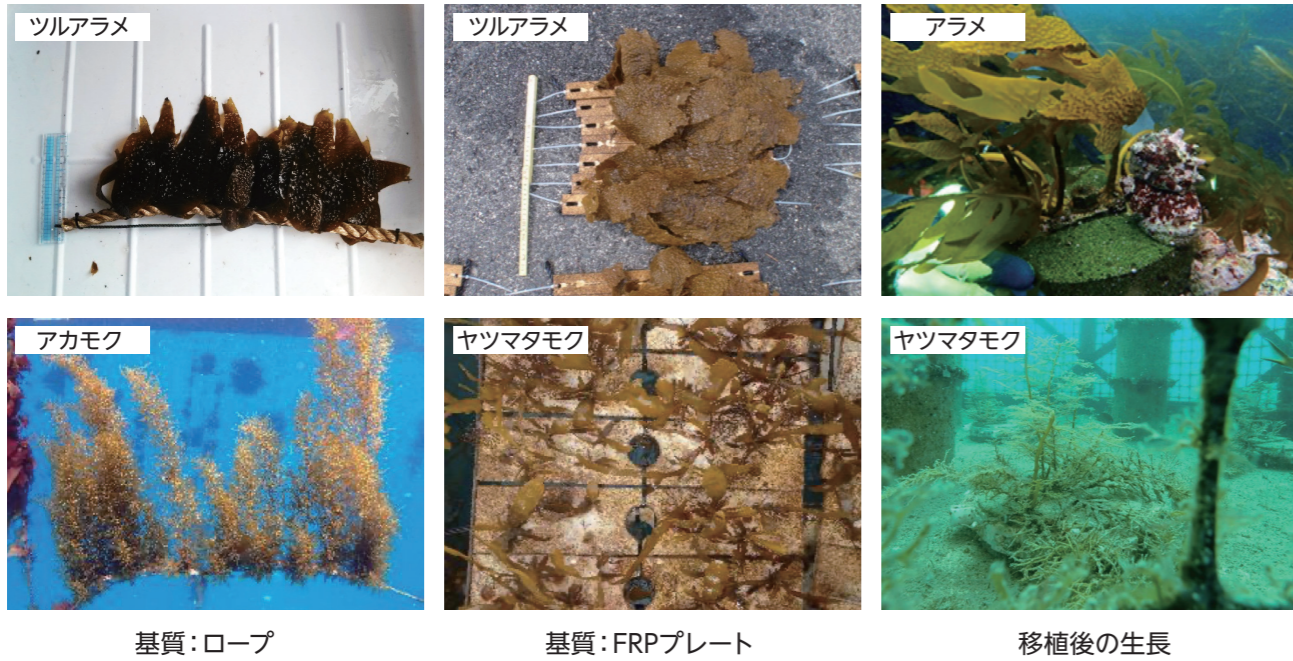 ツルアラメ
ツルアラメ
アラメ
アカモク
ヤツマタモク
ヤツマタモク
基質：ロープ
基質：FRPプレート
移植後の生長